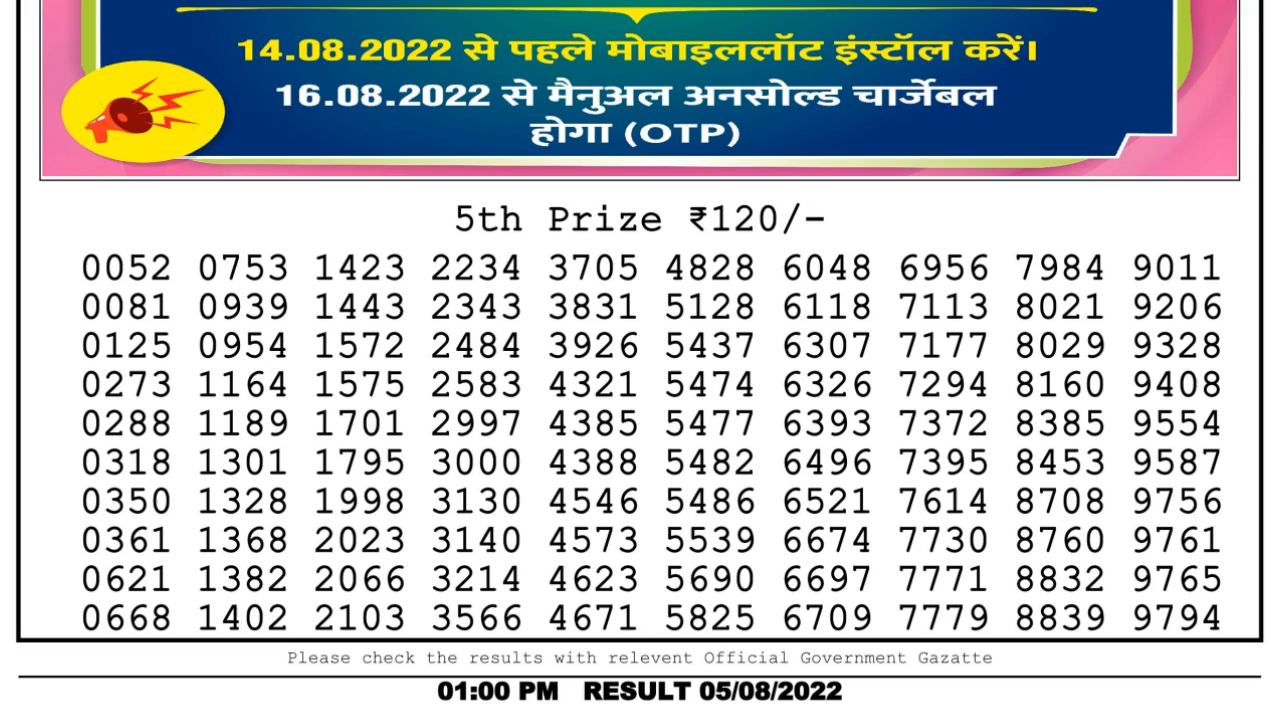 14.08.2022 से पहले मोबाइललॉट इंस्टॉल करें।
16.08.2022 से मैनुअल अनसोल्ड चार्जेबल
होगा (OTP)
5th Prize ₹120/-
0052 0753 1423 2234 3705 4828 6048 6956 7984 9011
0081 0939 1443 2343 3831 5128 6118 7113 8021 9206
0125 0954 1572 2484 3926 5437 6307 7177 8029 9328
0273 1164 1575 2583 4321 5474 6326 7294 8160 9408
0288 1189 1701 2997 4385 5477 6393 7372 8385 9554
0318 1301 1795 3000 4388 5482 6496 7395 8453 9587
0350 1328 1998 3130 4546 5486 6521 7614 8708 9756
0361 1368 2023 3140 4573 5539 6674 7730 8760 9761
0621 1382 2066 3214 4623 5690 6697 7771 8832 9765
0668 1402 2103 3566 4671 5825 6709 7779 8839 9794
Please check the results with relevent Official Government Gazatte
01:00 PM RESULT 05/08/2022